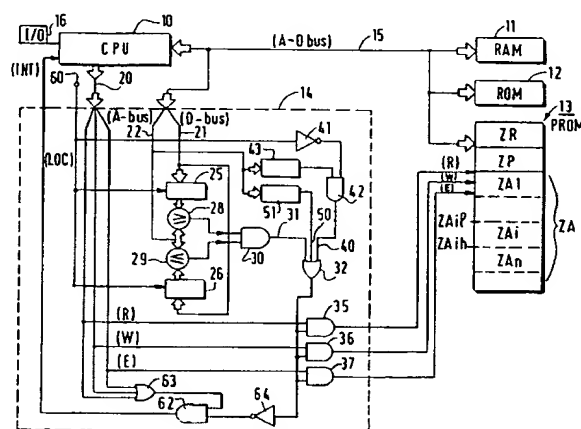 16
10
I/O
CPU
(A-D bus)
15
11
RAM
(INT)
20
12
ROM
60
14
13
PROM
(A-bus)
(D-bus)
22
21
41
ZR
43
(R)
ZP
(LOC)
(W)
ZA1
25
42
(E)
51
28
31
50
40
ZAiP
ZAi
ZA
ZAih
29
30
32
ZAn
26
(R)
35
(W)
36
(E)
37
63
62
64